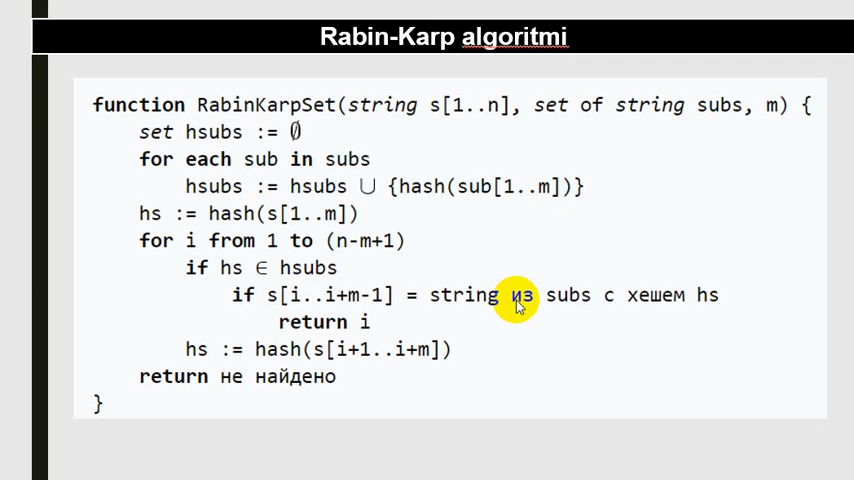 Rabin-Karp algoritmi
function RabinKarpSet(string s[1..n], set of string subs, m) {
set hsubs := ∅
for each sub in subs
hsubs := hsubs ∪ {hash(sub[1..m])}
hs := hash(s[1..m])
for i from 1 to (n-m+1)
if hs ∈ hsubs
if s[i..i+m-1] = string из subs с хешем hs
return i
hs := hash(s[i+1..i+m])
return не найдено
}